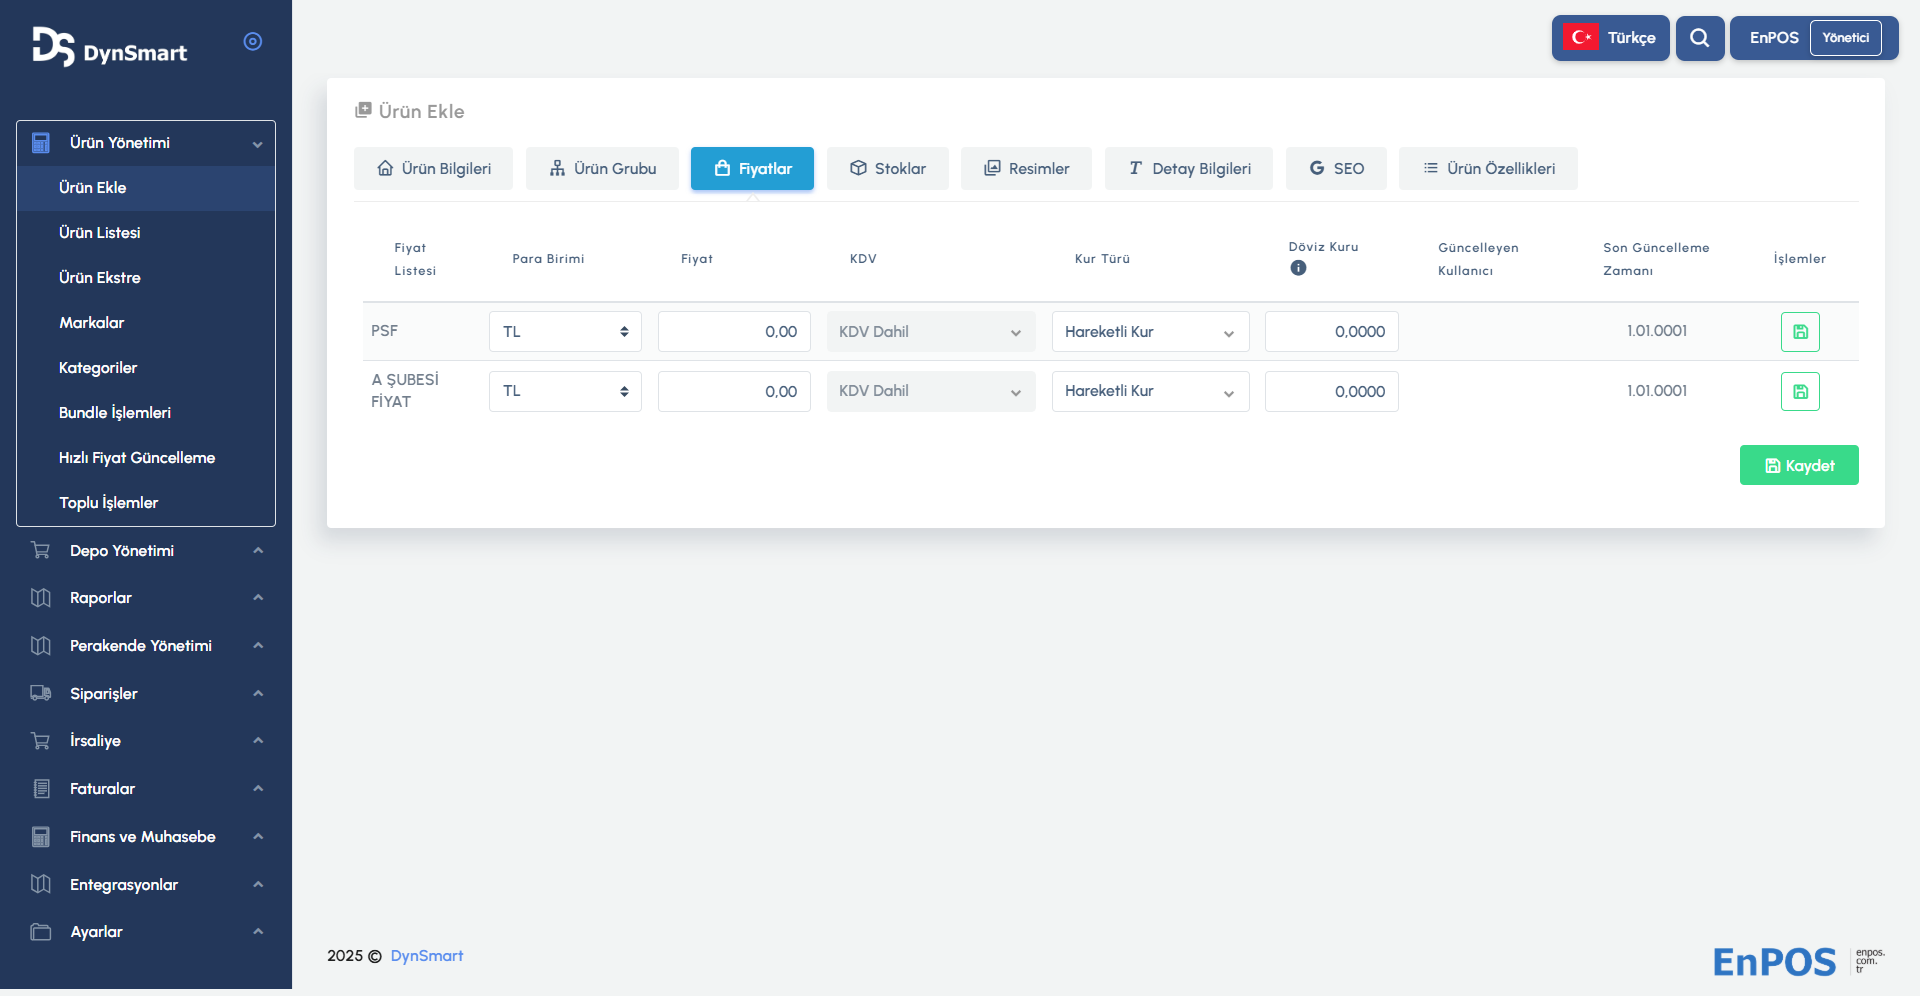 DS DynSmart
Türkçe
EnPOS Yönetici
Ürün Yönetimi
Ürün Ekle
Ürün Listesi
Ürün Ekstre
Markalar
Kategoriler
Bundle İşlemleri
Hızlı Fiyat Güncelleme
Toplu İşlemler
Depo Yönetimi
Raporlar
Perakende Yönetimi
Siparişler
İrsaliye
Faturalar
Finans ve Muhasebe
Entegrasyonlar
Ayarlar
Ürün Ekle
Ürün Bilgileri Ürün Grubu Fiyatlar Stoklar Resimler Detay Bilgileri SEO Ürün Özellikleri
Fiyat Listesi Para Birimi Fiyat KDV Kur Türü Döviz Kuru Güncelleyen Kullanıcı Son Güncelleme Zamanı İşlemler
PSF TL 0,00 KDV Dahil Hareketli Kur 0,0000 1.01.0001
A ŞUBESİ FİYAT TL 0,00 KDV Dahil Hareketli Kur 0,0000 1.01.0001
Kaydet
2025 © DynSmart
EnPOS
enpos.
com.
tr